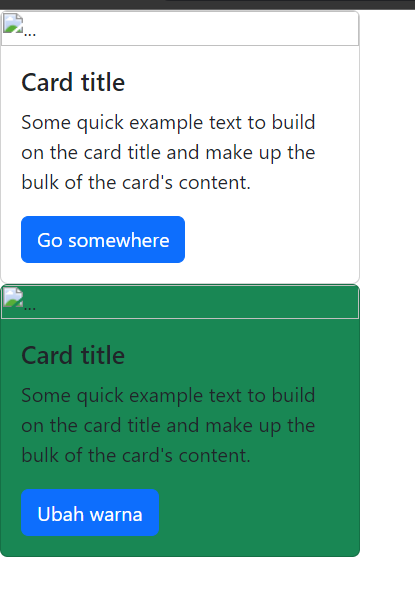 ...
Card title
Some quick example text to build
on the card title and make up the
bulk of the card's content.
Go somewhere
...
Card title
Some quick example text to build
on the card title and make up the
bulk of the card's content.
Ubah warna